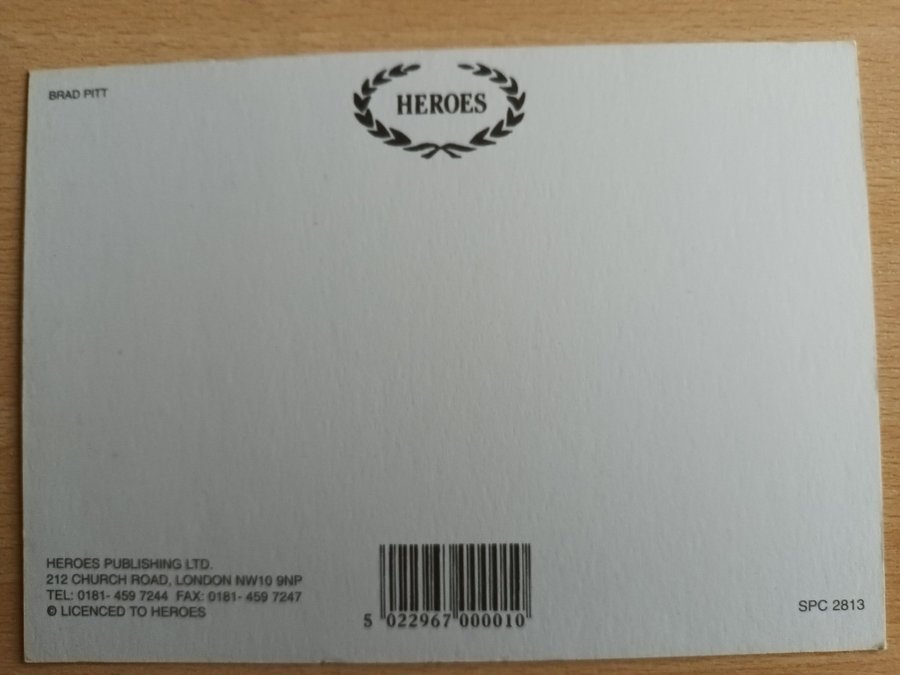 BRAD PITT
HEROES
HEROES PUBLISHING LTD.
212 CHURCH ROAD, LONDON NW10 9NP
TEL: 0181- 459 7244 FAX: 0181- 459 7247
© LICENCED TO HEROES
5 022967 000010
SPC 2813